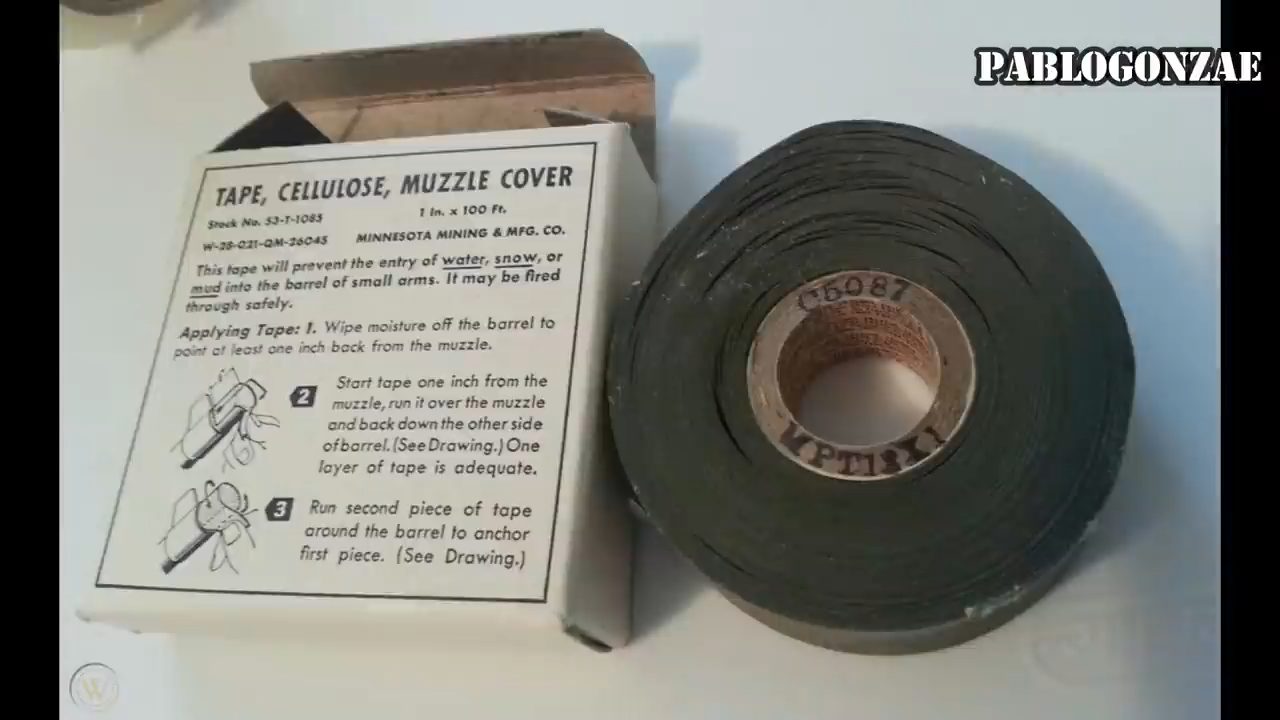 PABLOGONZAE
TAPE, CELLULOSE, MUZZLE COVER
Stock No. 53-T-1085
1 In. x 100 Ft.
W-28-021-QM-26045
MINNESOTA MINING & MFG. CO.
This tape will prevent the entry of water, snow, or
mud into the barrel of small arms. It may be fired
through safely.
Applying Tape: 1. Wipe moisture off the barrel to
point at least one inch back from the muzzle.
2
Start tape one inch from the
muzzle, run it over the muzzle
and back down the other side
of barrel. (See Drawing.) One
layer of tape is adequate.
3
Run second piece of tape
around the barrel to anchor
first piece. (See Drawing.)
C5087
W